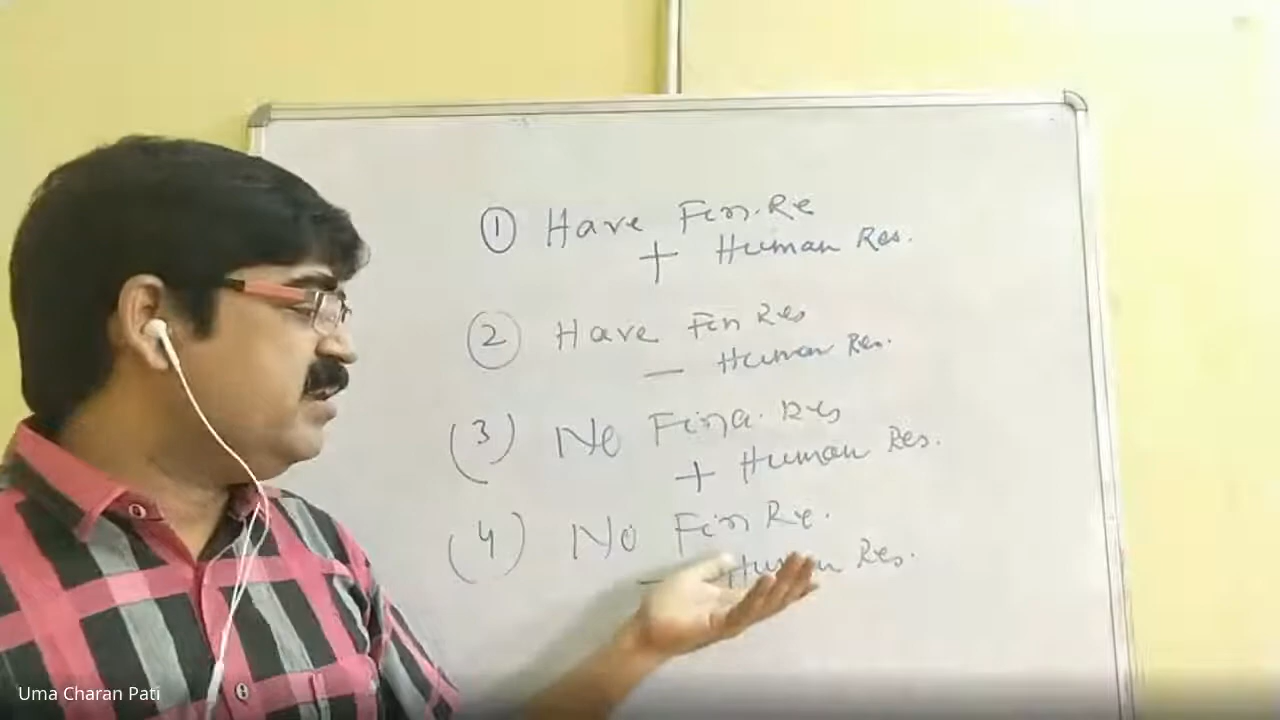 ① Have Fin. Re
+ Human Res.
② Have Fin Res
— Human Res.
(3) No Fina. Res
+ Human Res.
(4) No Fin Re.
— Human Res.
Uma Charan Pati